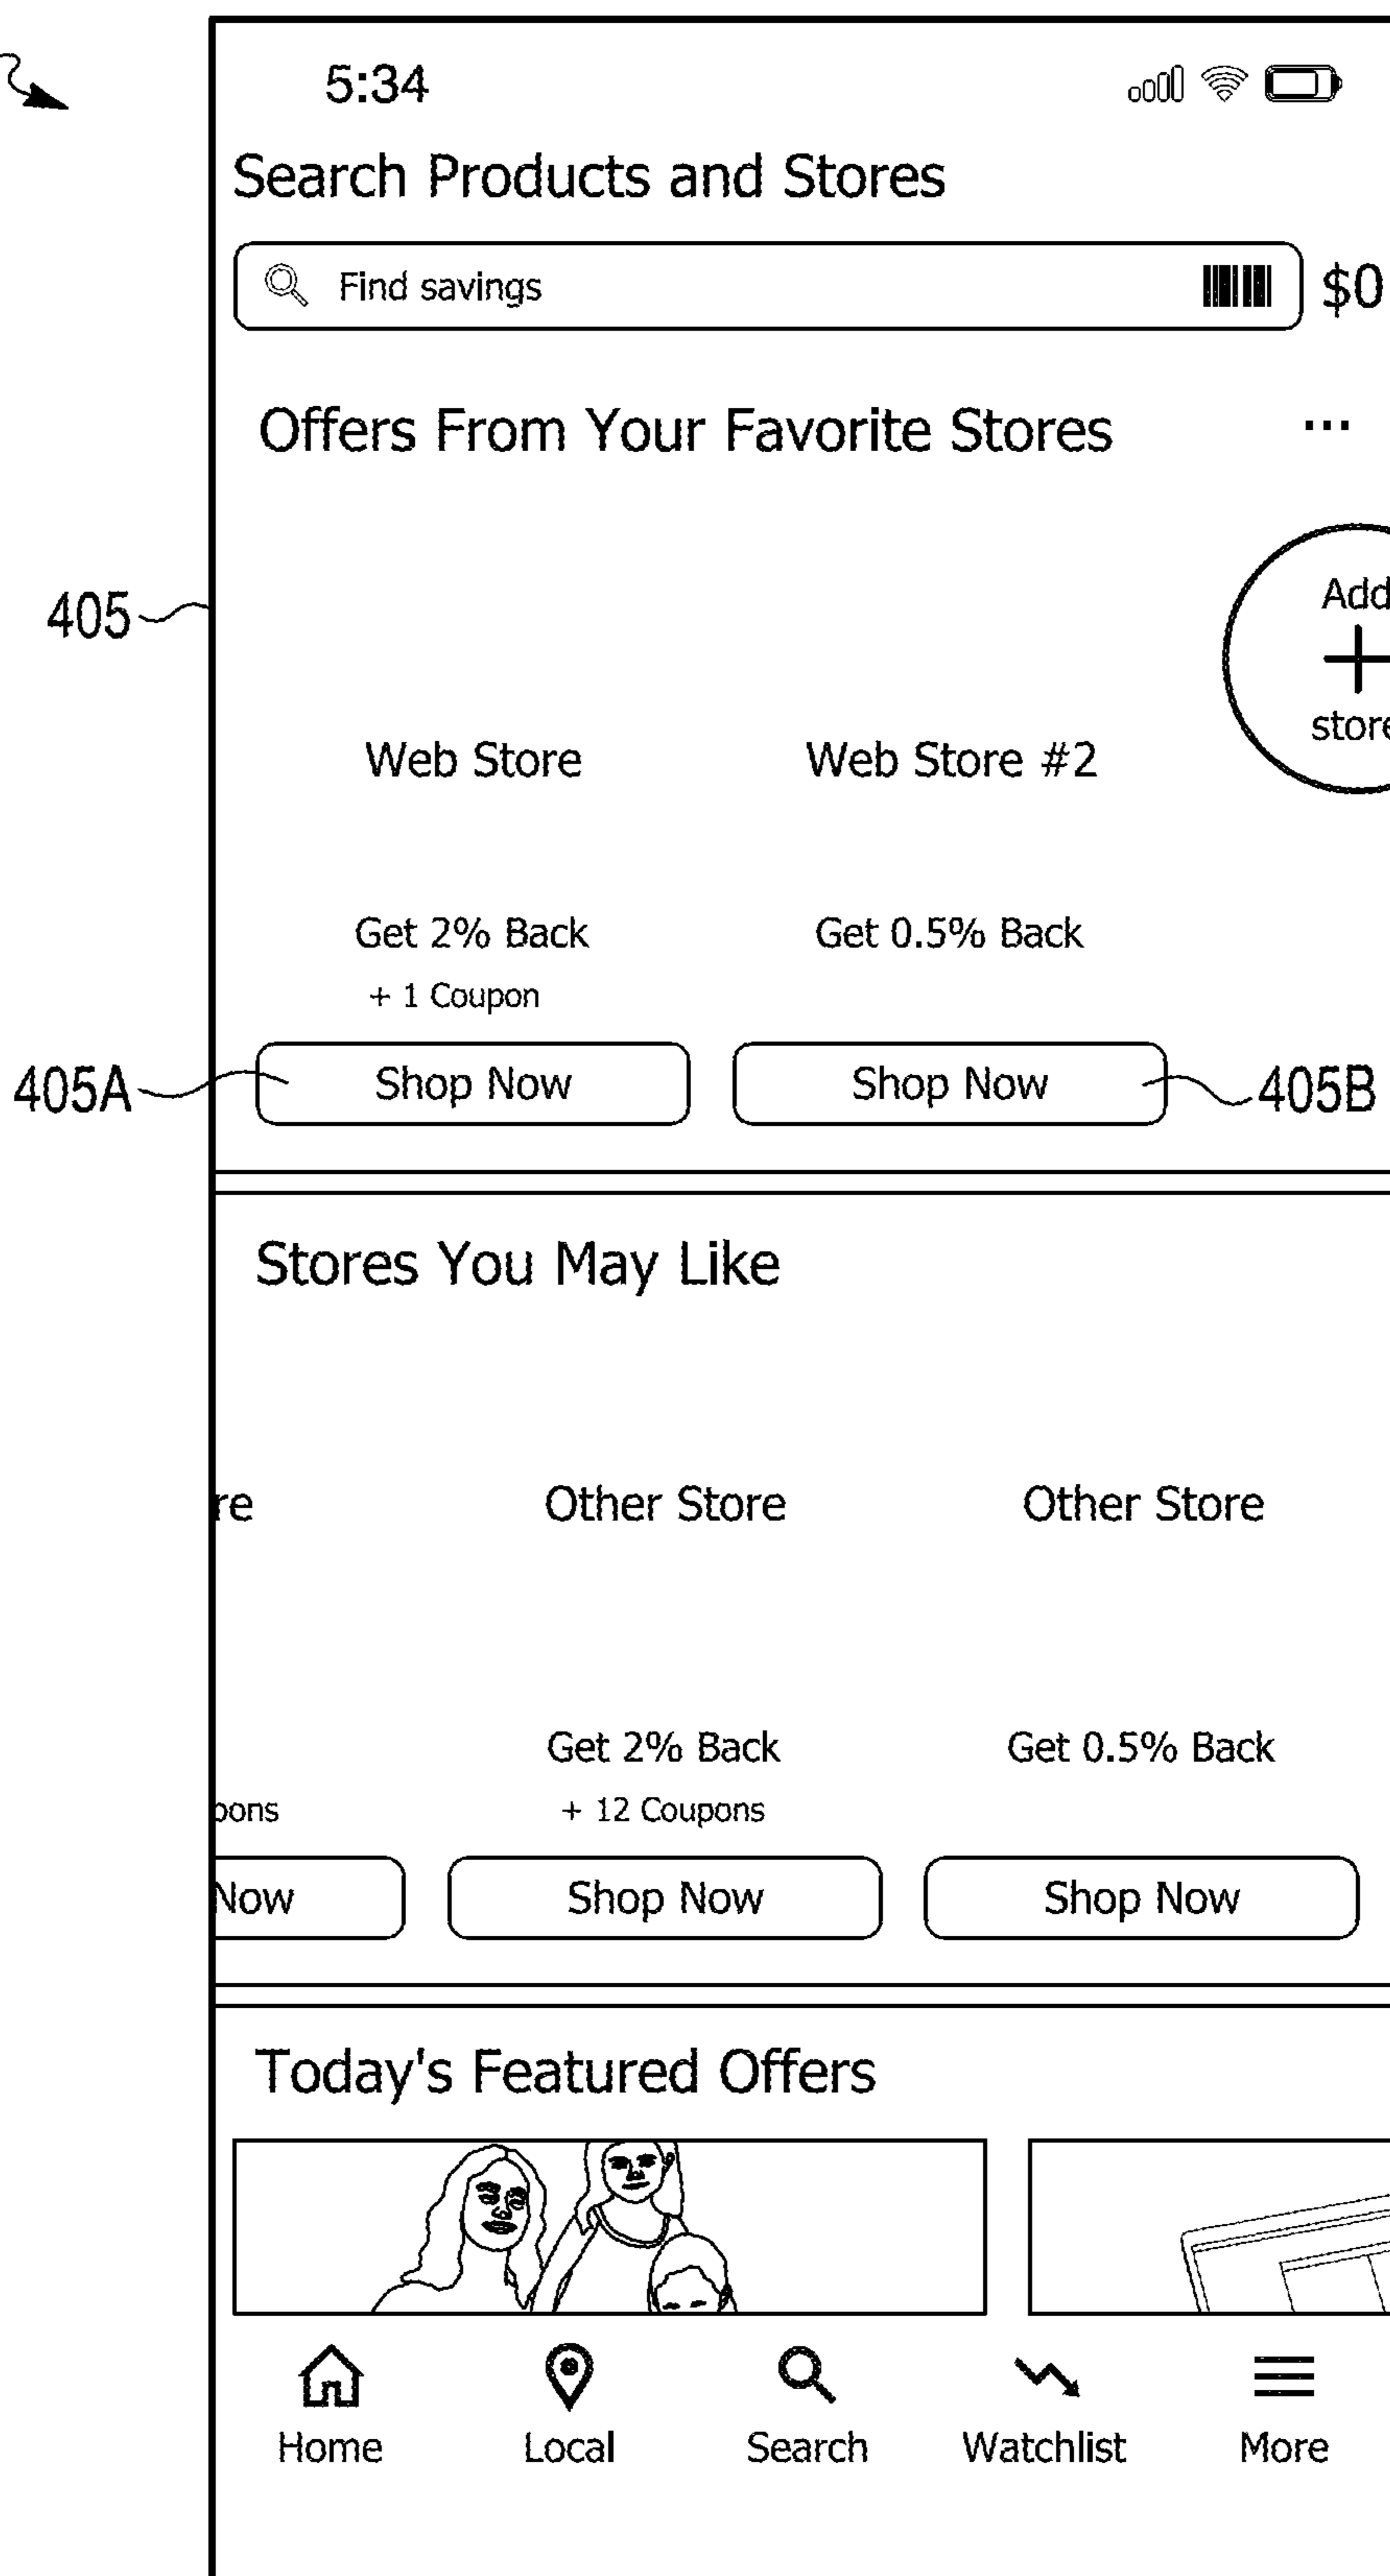 5:34
Search Products and Stores
Find savings $0
Offers From Your Favorite Stores ...
Add
405
Web Store Web Store #2
Get 2% Back Get 0.5% Back
+ 1 Coupon
405A Shop Now Shop Now 405B
Stores You May Like
Other Store Other Store
Get 2% Back Get 0.5% Back
+ 12 Coupons
Now Shop Now Shop Now
Today's Featured Offers
Home Local Search Watchlist More